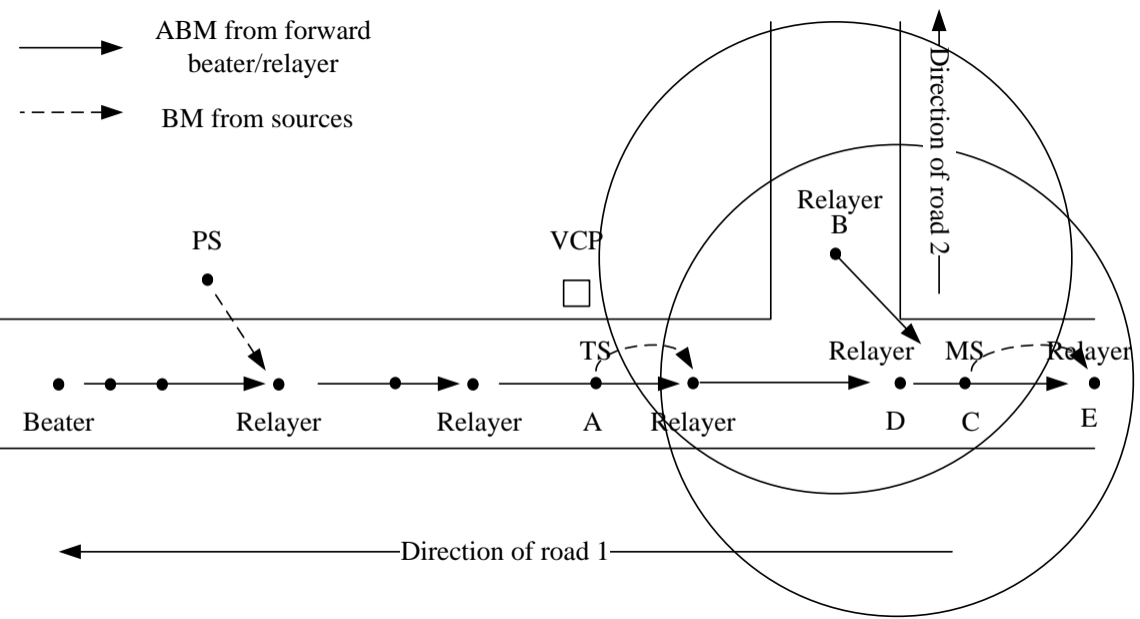 ABM from forward
beater/relayer
BM from sources
Direction of road 2
Relayer
B
PS
VCP
TS
Relayer
MS
Relayer
Beater
Relayer
Relayer
A
Relayer
D
C
E
Direction of road 1